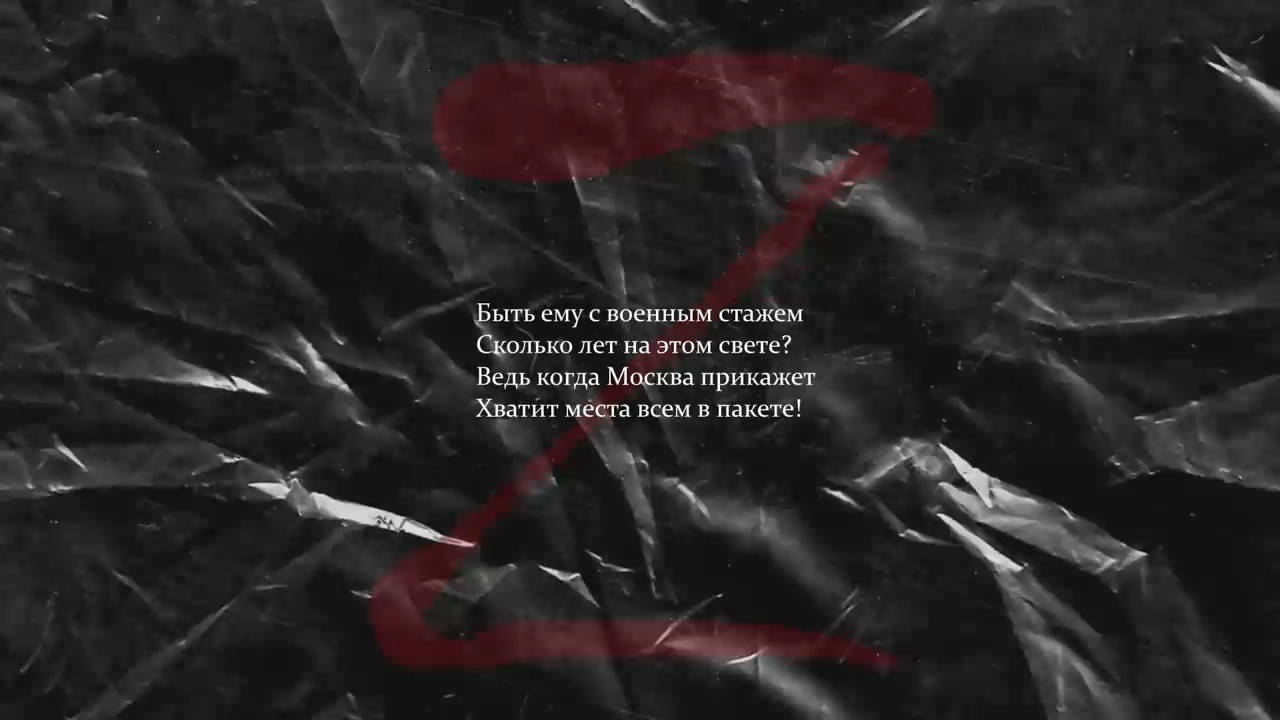 Быть ему с военным стажем
Сколько лет на этом свете?
Ведь когда Москва прикажет
Хватит места всем в пакете!